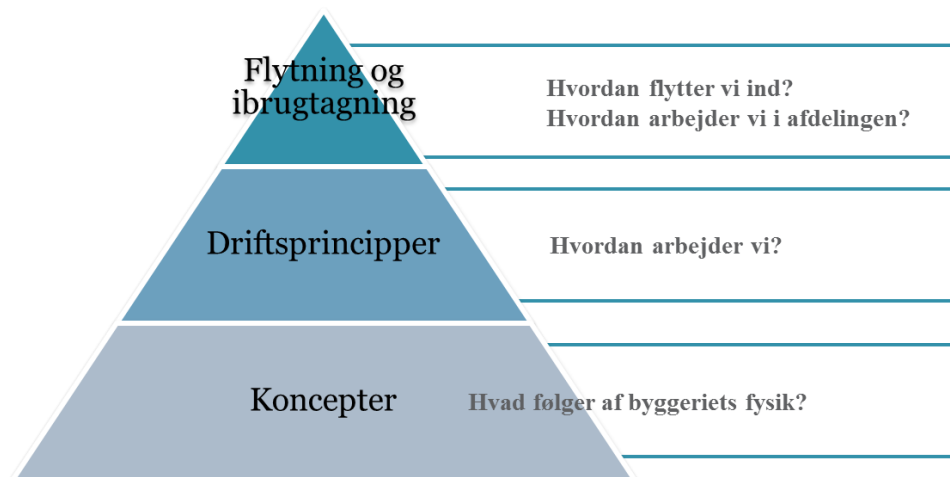 Flytning og
ibrugtagning
Hvordan flytter vi ind?
Hvordan arbejder vi i afdelingen?
Driftsprincipper
Hvordan arbejder vi?
Koncepter
Hvad følger af byggeriets fysik?